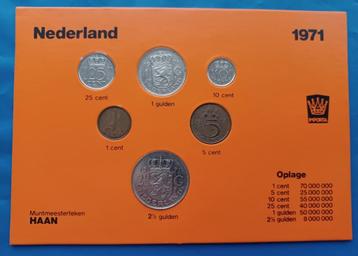 Nederland
1971
25 cent
1 gulden
10 cent
1 cent
5 cent
2½ gulden
IMPORTA
Muntmeesterteken
HAAN
Oplage
1 cent 70 000 000
5 cent 25 000 000
10 cent 55 000 000
25 cent 40 000 000
1 gulden 50 000 000
2½ gulden 8 000 000